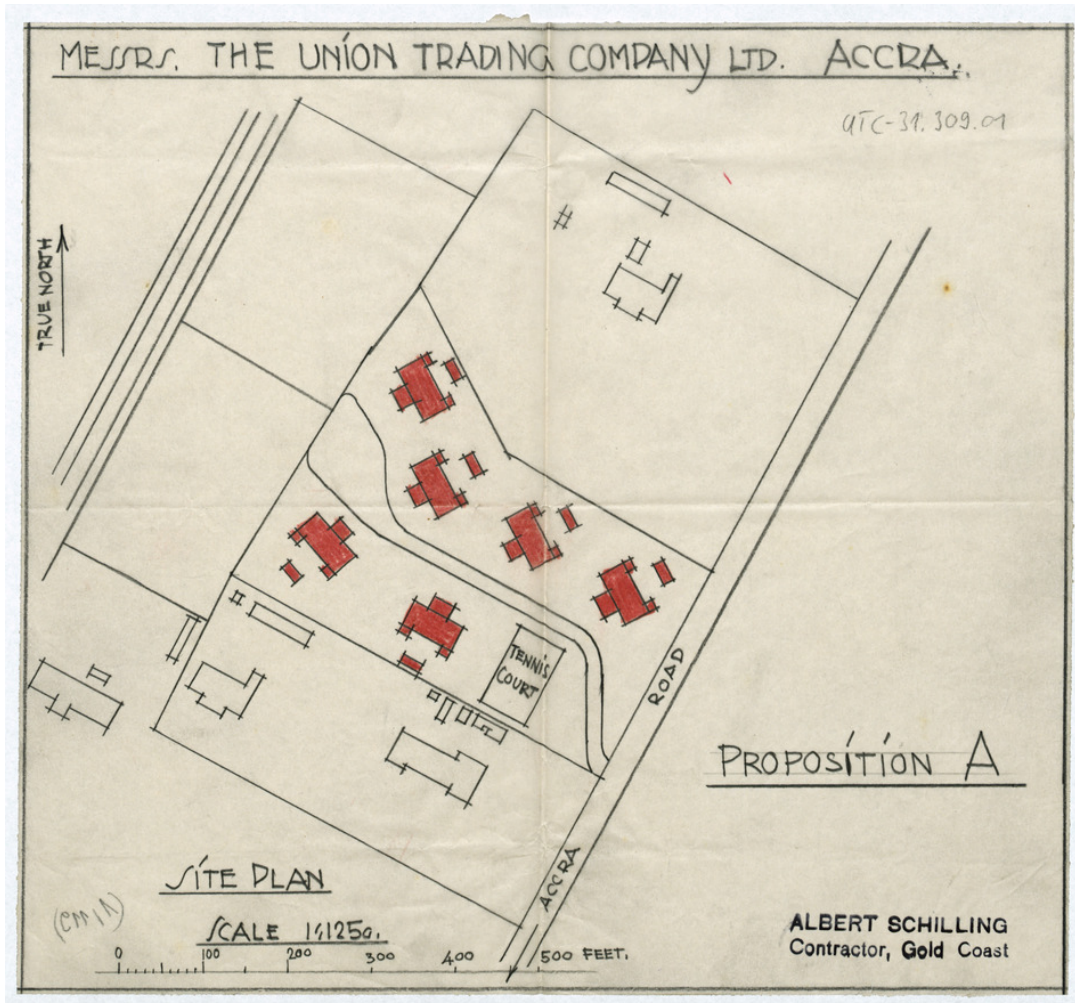 MESSRS. THE UNION TRADING COMPANY LTD. ACCRA.
UTC-31.309.01
TRUE NORTH
TENNIS
COURT
ROAD
PROPOSITION A
ACCRA
SITE PLAN
SCALE 1:1250.
0 100 200 300 400 500 FEET.
ALBERT SCHILLING
Contractor, Gold Coast